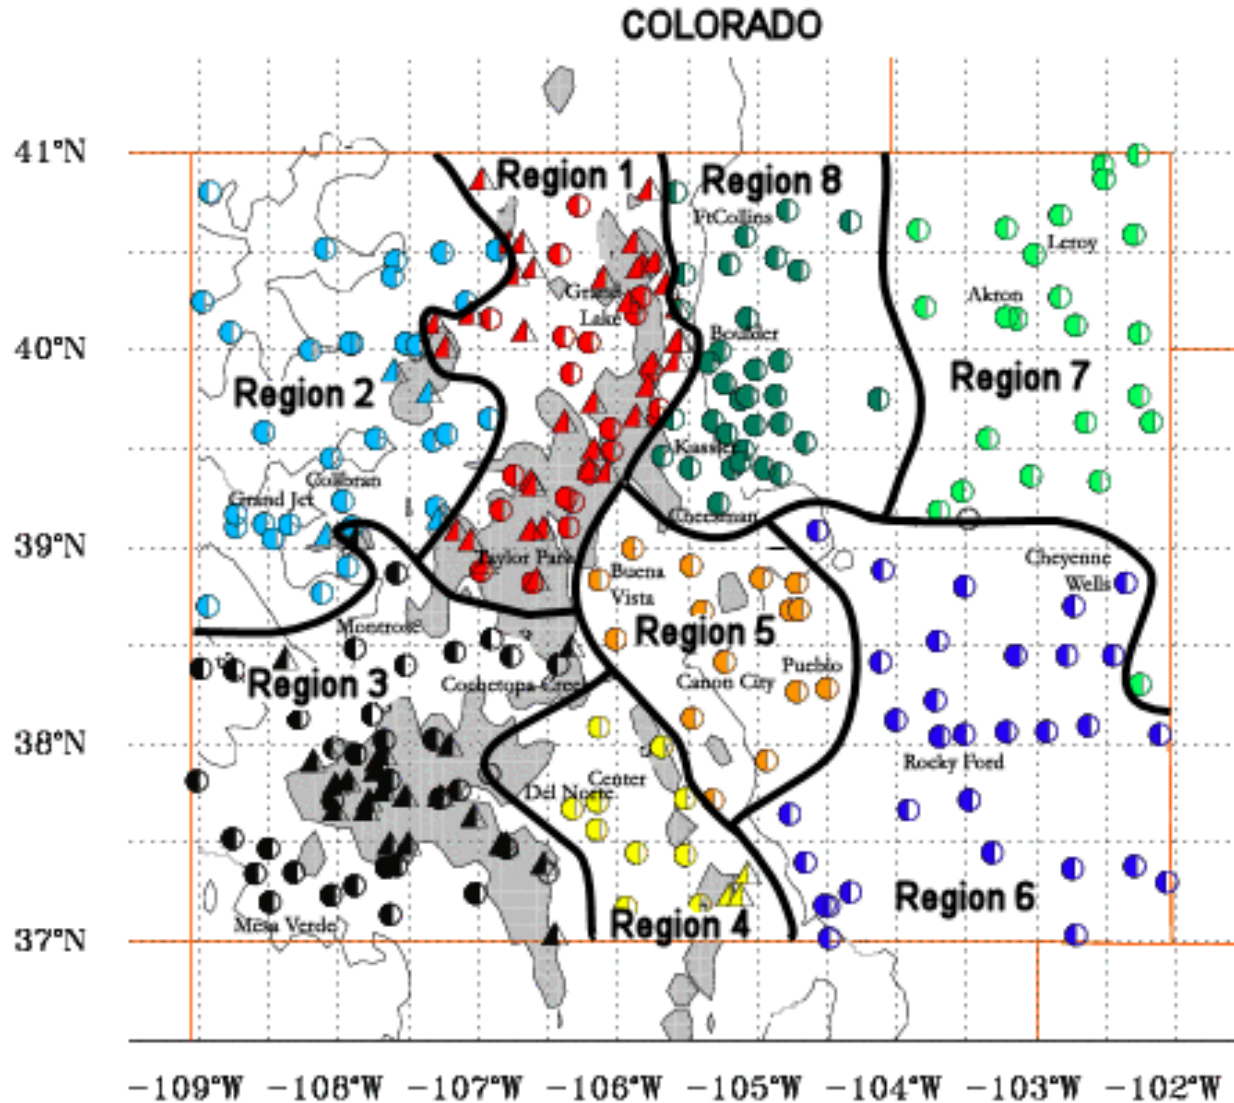 COLORADO
41°N
Region 1
Region 8
FtCollins
Leroy
Grand
Lake
Akron
Boulder
40°N
Region 2
Region 7
Kassler
Collbran
Grand Jct
Cheesman
39°N
Taylor Park
Buena
Vista
Cheyenne
Wells
Montrose
Region 5
Region 3
Cochetopa Creek
Pueblo
Canon City
38°N
Rocky Ford
Center
Del Norte
Region 6
Mesa Verde
Region 4
37°N
-109°W -108°W -107°W -106°W -105°W -104°W -103°W -102°W